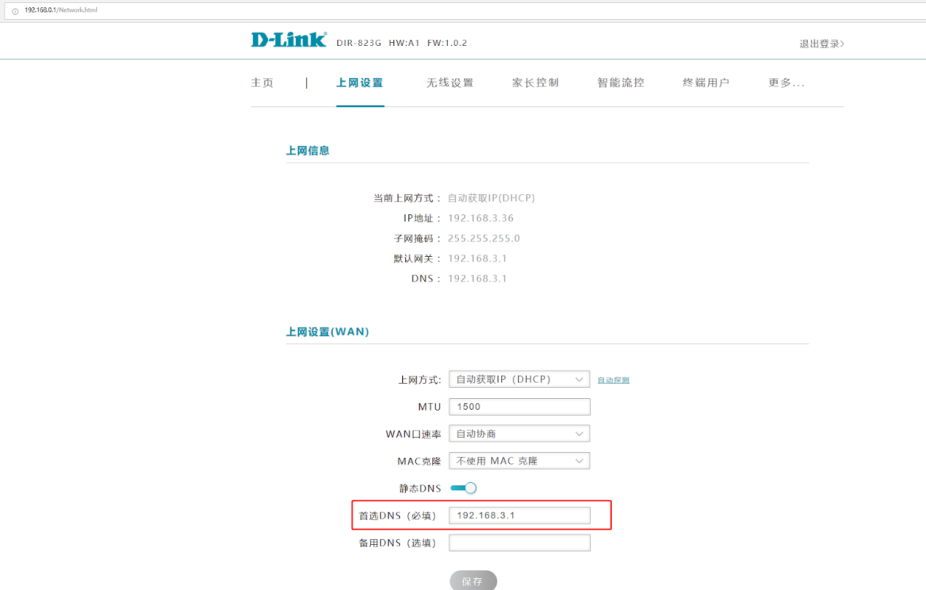 192.168.0.1/Network.html
D-Link DIR-823G HW:A1 FW:1.0.2 退出登录>
主页 | 上网设置 无线设置 家长控制 智能流控 终端用户 更多...
上网信息
当前上网方式： 自动获取IP(DHCP)
IP地址： 192.168.3.36
子网掩码： 255.255.255.0
默认网关： 192.168.3.1
DNS： 192.168.3.1
上网设置(WAN)
上网方式: 自动获取IP（DHCP） 自动探测
MTU 1500
WAN口速率 自动协商
MAC克隆 不使用 MAC 克隆
静态DNS
首选DNS（必填） 192.168.3.1
备用DNS（选填）
保存